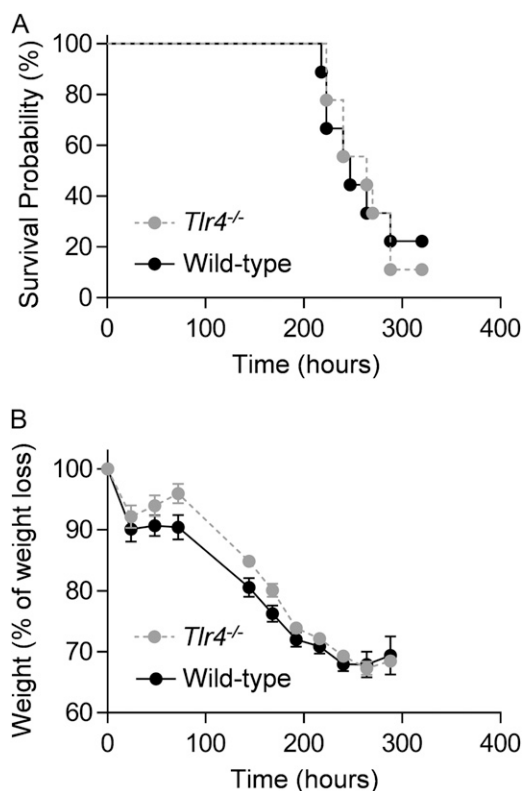 A
Survival Probability (%)
100
80
60
40
20
0
Tlr4-/-
Wild-type
0 100 200 300 400
Time (hours)
B
Weight (% of weight loss)
100
90
80
70
60
Tlr4-/-
Wild-type
0 100 200 300 400
Time (hours)